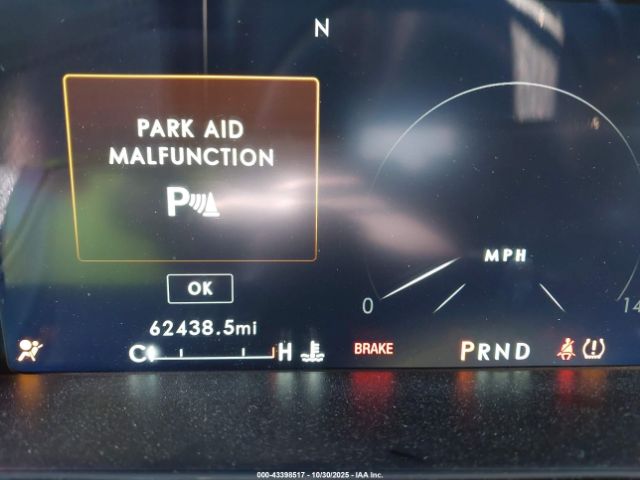 N
PARK AID
MALFUNCTION
P
OK
MPH
0
14
62438.5mi
C H BRAKE PRND
000-43398517 - 10/30/2025 - IAA Inc.